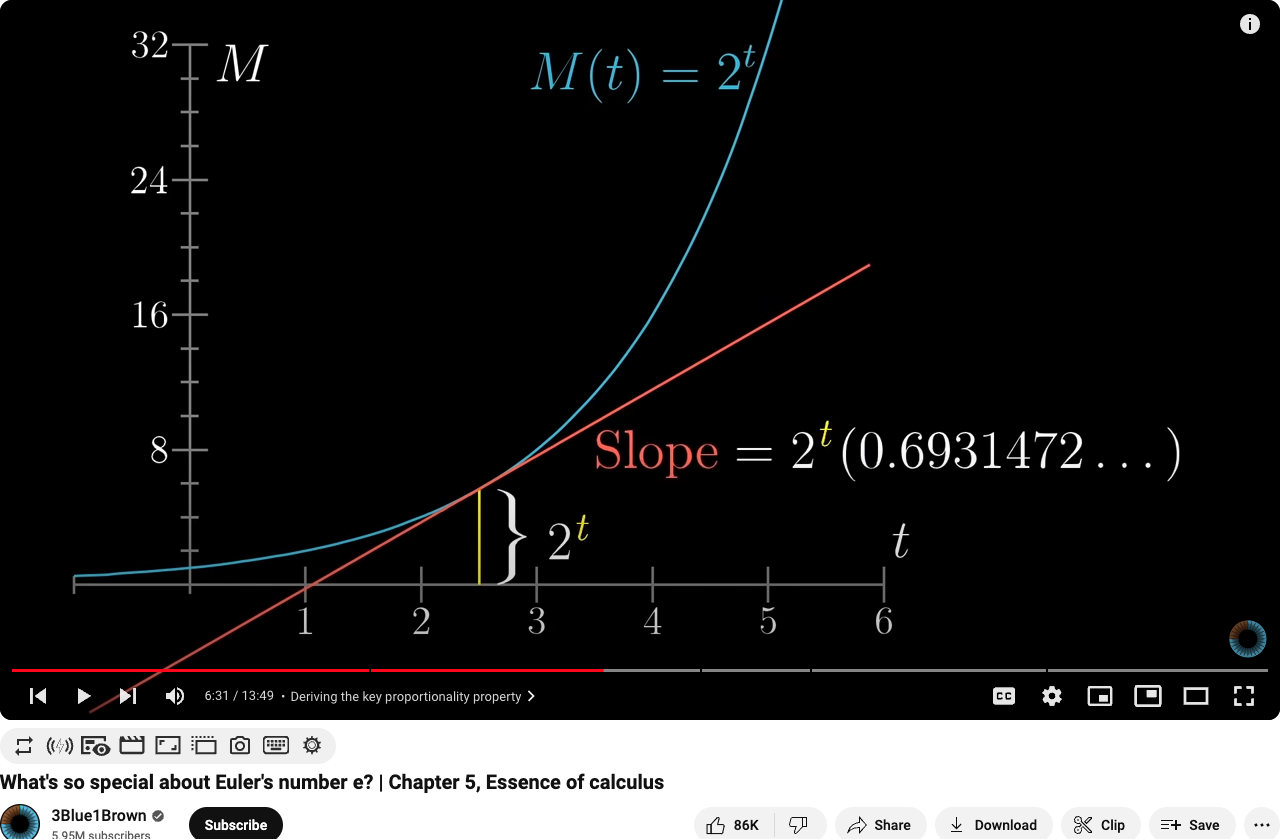 32 M
M(t) = 2^t
24
16
8
Slope = 2^t(0.6931472...)
2^t
t
1 2 3 4 5 6
6:31 / 13:49 • Deriving the key proportionality property
CC
What's so special about Euler's number e? | Chapter 5, Essence of calculus
3Blue1Brown
5.95M subscribers
Subscribe
86K
Share
Download
Clip
Save